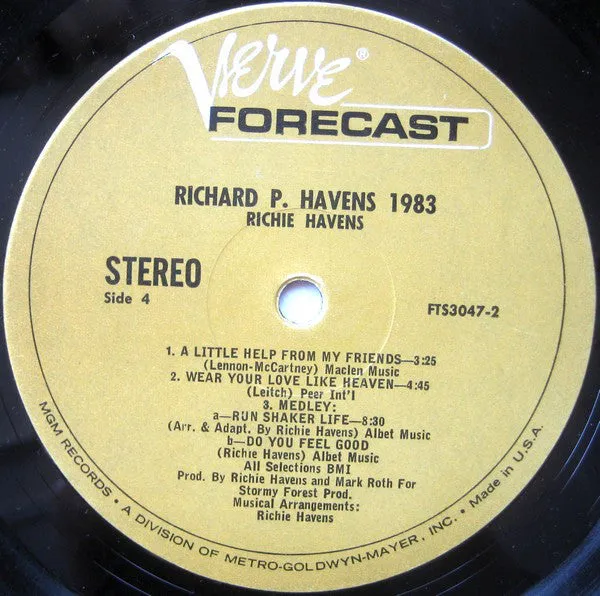 Verve®
FORECAST
RICHARD P. HAVENS 1983
RICHIE HAVENS
STEREO
Side 4
FTS3047-2
1. A LITTLE HELP FROM MY FRIENDS—3:25
(Lennon-McCartney) Maclen Music
2. WEAR YOUR LOVE LIKE HEAVEN—4:45
(Leitch) Peer Int'l
3. MEDLEY:
a—RUN SHAKER LIFE—8:30
(Arr. & Adapt. By Richie Havens) Albet Music
b—DO YOU FEEL GOOD
(Richie Havens) Albet Music
All Selections BMI
Prod. By Richie Havens and Mark Roth For
Stormy Forest Prod.
Musical Arrangements:
Richie Havens
MGM RECORDS • A DIVISION OF METRO-GOLDWYN-MAYER, INC. • Made in U.S.A.